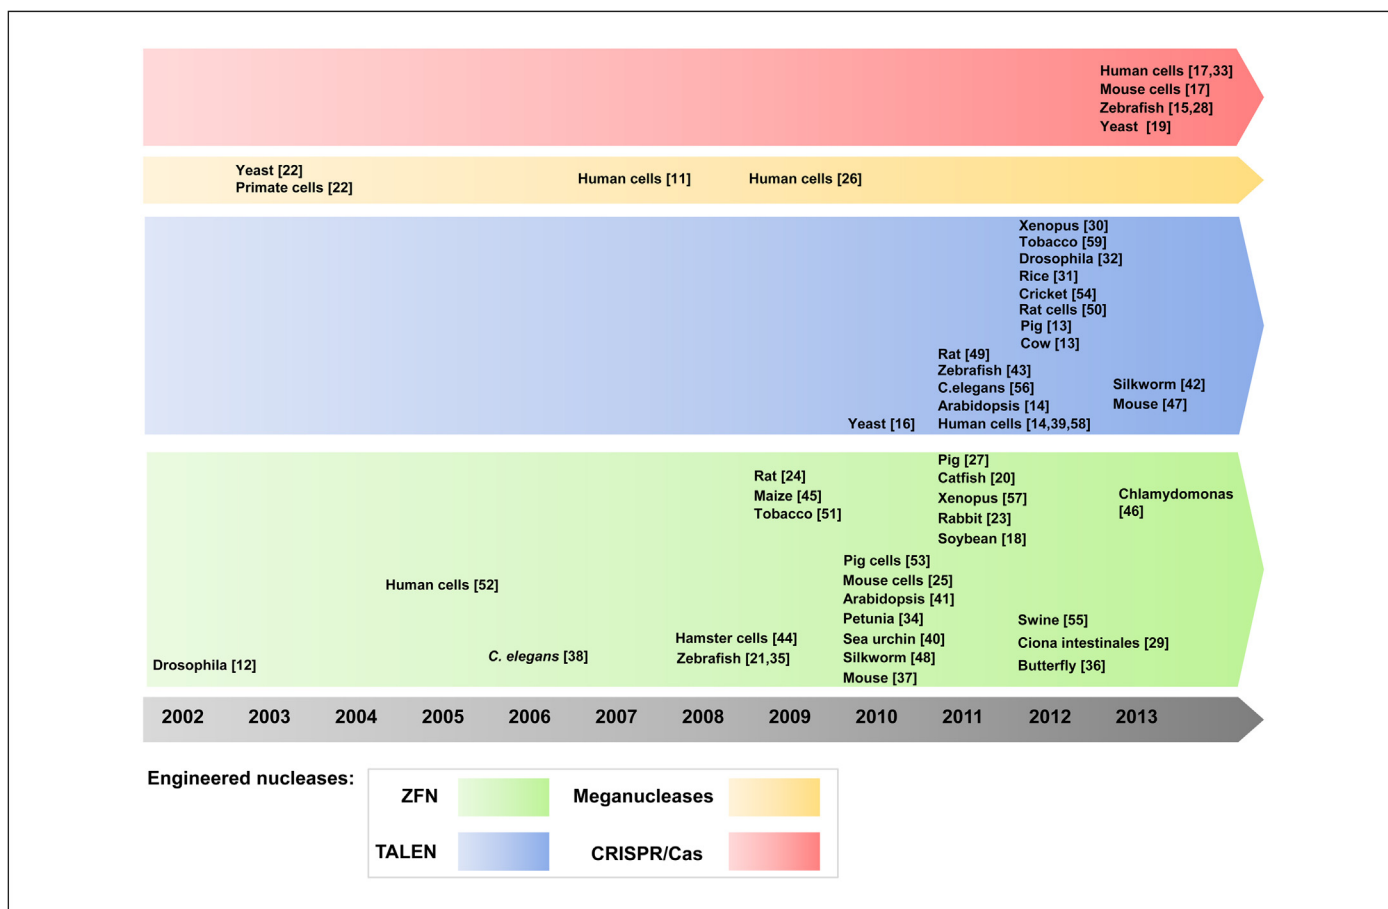 Human cells [17,33]
Mouse cells [17]
Zebrafish [15,28]
Yeast [19]
Yeast [22]
Primate cells [22]
Human cells [11]
Human cells [26]
Xenopus [30]
Tobacco [59]
Drosophila [32]
Rice [31]
Cricket [54]
Rat cells [50]
Pig [13]
Cow [13]
Rat [49]
Zebrafish [43]
C.elegans [56]
Arabidopsis [14]
Human cells [14,39,58]
Yeast [16]
Silkworm [42]
Mouse [47]
Drosophila [12]
Human cells [52]
C. elegans [38]
Hamster cells [44]
Zebrafish [21,35]
Rat [24]
Maize [45]
Tobacco [51]
Pig cells [53]
Mouse cells [25]
Arabidopsis [41]
Petunia [34]
Sea urchin [40]
Silkworm [48]
Mouse [37]
Pig [27]
Catfish [20]
Xenopus [57]
Rabbit [23]
Soybean [18]
Swine [55]
Ciona intestinales [29]
Butterfly [36]
Chlamydomonas
[46]
2002 2003 2004 2005 2006 2007 2008 2009 2010 2011 2012 2013
Engineered nucleases:
ZFN
Meganucleases
TALEN
CRISPR/Cas